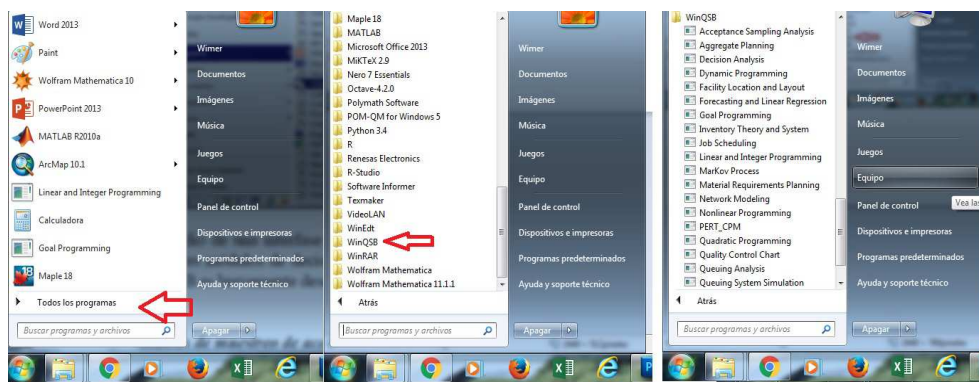 Word 2013
Paint
Wolfram Mathematica 10
PowerPoint 2013
MATLAB R2010a
ArcMap 10.1
Linear and Integer Programming
Calculadora
Goal Programming
Maple 18
Todos los programas
Buscar programas y archivos
Wimer
Documentos
Imágenes
Música
Juegos
Equipo
Panel de control
Dispositivos e impresoras
Programas predeterminados
Ayuda y soporte técnico
Apagar
Maple 18
MATLAB
Microsoft Office 2013
MiKTeX 2.9
Nero 7 Essentials
Octave-4.2.0
Polymath Software
POM-QM for Windows 5
Python 3.4
R
Renesas Electronics
R-Studio
Software Informer
Texmaker
VideoLAN
WinEdt
WinQSB
WinRAR
Wolfram Mathematica
Wolfram Mathematica 11.1.1
Atrás
Buscar programas y archivos
Wimer
Documentos
Imágenes
Música
Juegos
Equipo
Panel de control
Dispositivos e impresoras
Programas predeterminados
Ayuda y soporte técnico
Apagar
WinQSB
Acceptance Sampling Analysis
Aggregate Planning
Decision Analysis
Dynamic Programming
Facility Location and Layout
Forecasting and Linear Regression
Goal Programming
Inventory Theory and System
Job Scheduling
Linear and Integer Programming
MarKov Process
Material Requirements Planning
Network Modeling
Nonlinear Programming
PERT_CPM
Quadratic Programming
Quality Control Chart
Queuing Analysis
Queuing System Simulation
Atrás
Buscar programas y archivos
Wimer
Documentos
Imágenes
Música
Juegos
Equipo
Panel de control
Vea las
Dispositivos e impresoras
Programas predeterminados
Ayuda y soporte técnico
Apagar